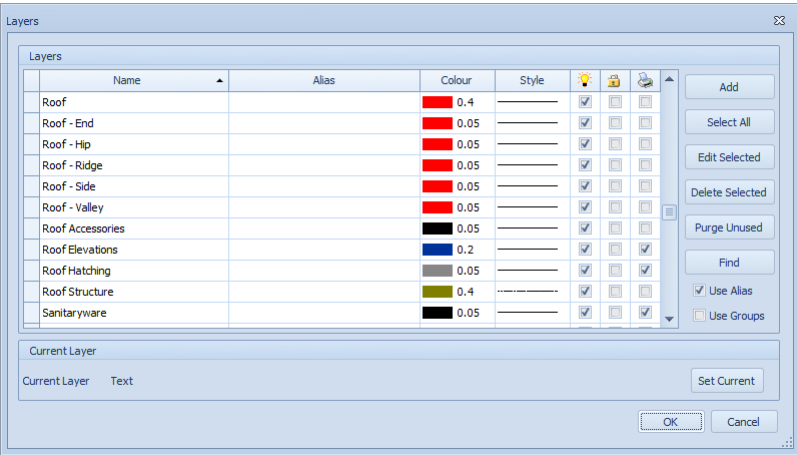 Layers
Layers
Name Alias Colour Style
Roof 0.4
Roof - End 0.05
Roof - Hip 0.05
Roof - Ridge 0.05
Roof - Side 0.05
Roof - Valley 0.05
Roof Accessories 0.05
Roof Elevations 0.2
Roof Hatching 0.05
Roof Structure 0.4
Sanitaryware 0.05
Add
Select All
Edit Selected
Delete Selected
Purge Unused
Find
Use Alias
Use Groups
Current Layer
Current Layer Text
Set Current
OK Cancel